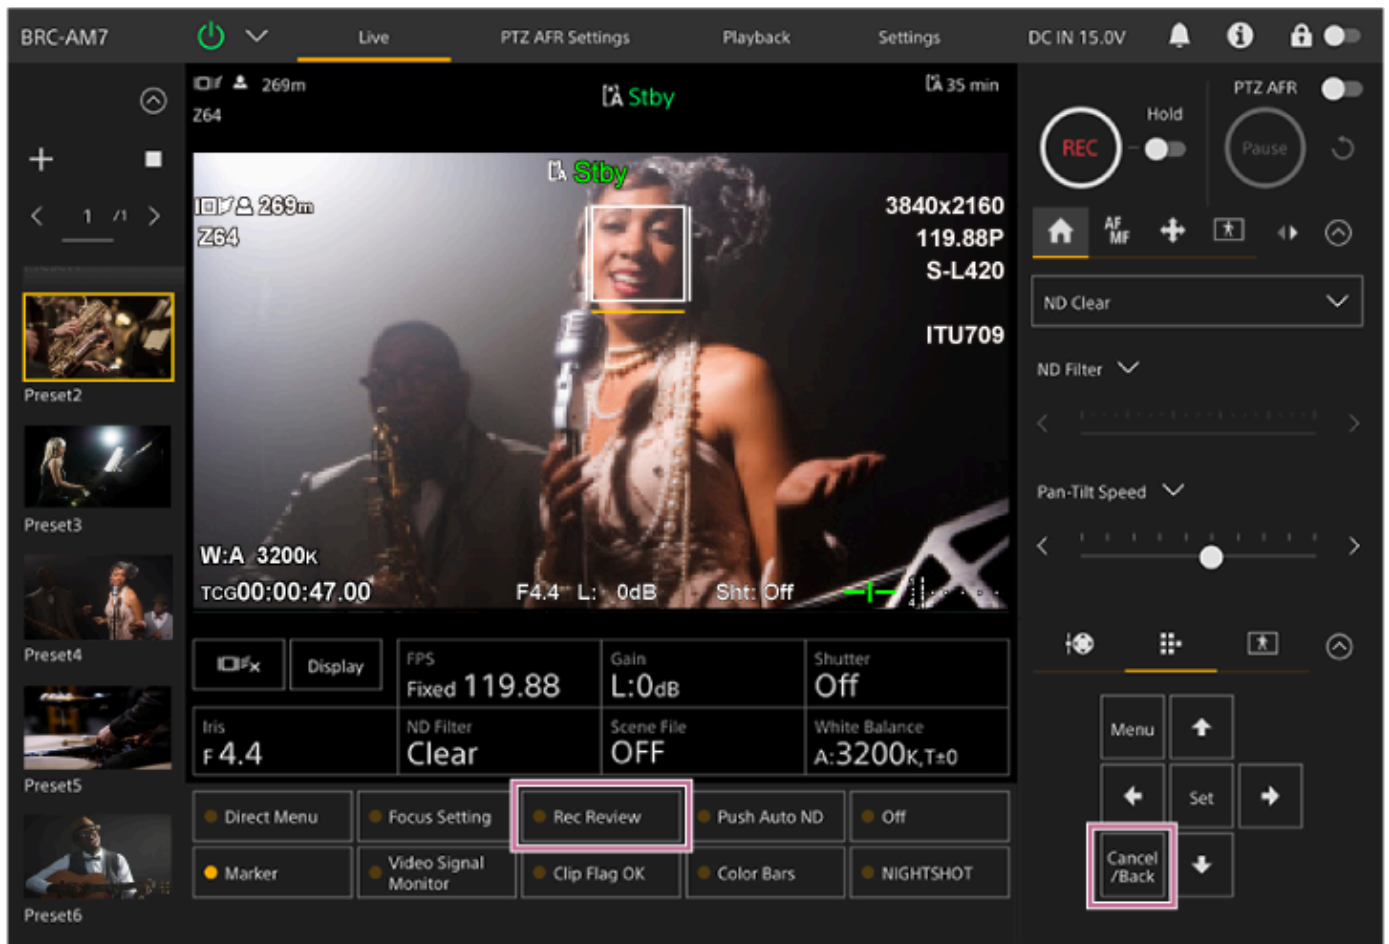 BRC-AM7
Live
PTZ AFR Settings
Playback
Settings
DC IN 15.0V
269m
Z64
A Stby
A 35 min
1 /1
Preset2
Preset3
Preset4
Preset5
Preset6
A Stby
269m
Z64
3840x2160
119.88P
S-L420
ITU709
W:A 3200K
TCG00:00:47.00
F4.4 L: 0dB
Sht: Off
Display
FPS
Fixed 119.88
Gain
L:0dB
Shutter
Off
Iris
F 4.4
ND Filter
Clear
Scene File
OFF
White Balance
A:3200K,T±0
Direct Menu
Focus Setting
Rec Review
Push Auto ND
Off
Marker
Video Signal
Monitor
Clip Flag OK
Color Bars
NIGHTSHOT
PTZ AFR
Hold
REC
Pause
AF
MF
ND Clear
ND Filter
Pan-Tilt Speed
Menu
Set
Cancel
/Back